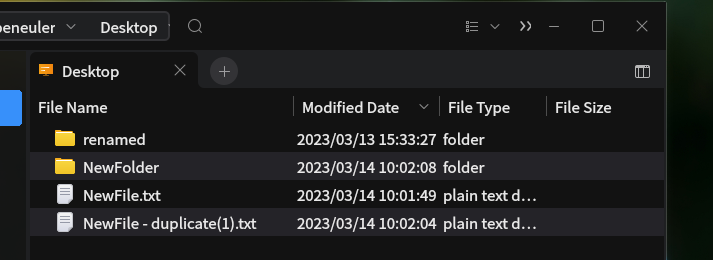 Desktop
Desktop
File Name Modified Date File Type File Size
renamed 2023/03/13 15:33:27 folder
NewFolder 2023/03/14 10:02:08 folder
NewFile.txt 2023/03/14 10:01:49 plain text d...
NewFile - duplicate(1).txt 2023/03/14 10:02:04 plain text d...